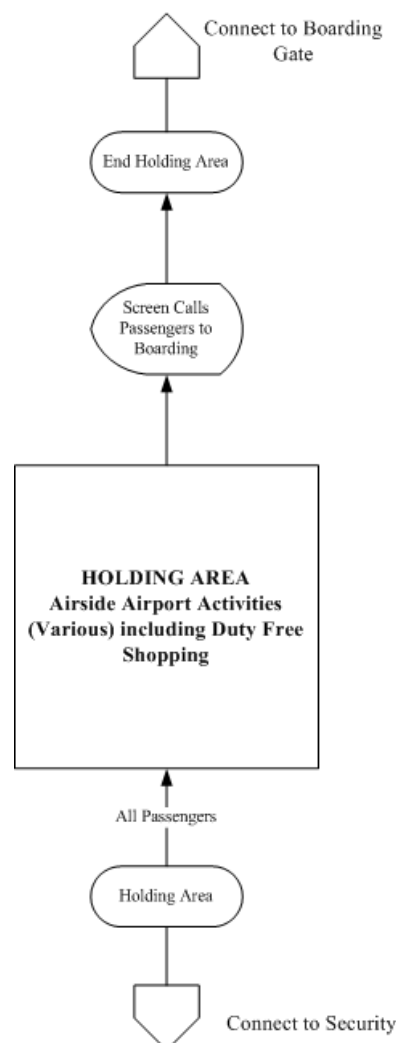 Connect to Boarding
Gate
End Holding Area
Screen Calls
Passengers to
Boarding
HOLDING AREA
Airside Airport Activities
(Various) including Duty Free
Shopping
All Passengers
Holding Area
Connect to Security